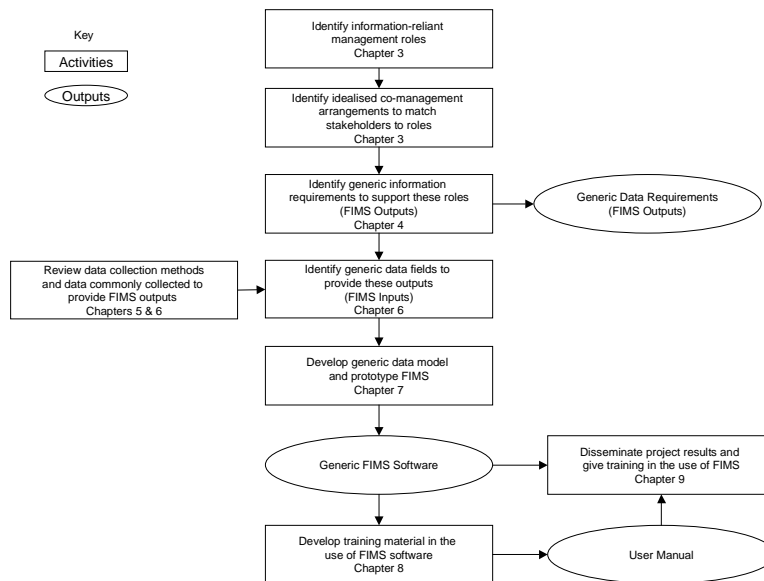 Key
Activities
Outputs
Identify information-reliant
management roles
Chapter 3
Identify idealised co-management
arrangements to match
stakeholders to roles
Chapter 3
Identify generic information
requirements to support these roles
(FIMS Outputs)
Chapter 4
Generic Data Requirements
(FIMS Outputs)
Review data collection methods
and data commonly collected to
provide FIMS outputs
Chapters 5 & 6
Identify generic data fields to
provide these outputs
(FIMS Inputs)
Chapter 6
Develop generic data model
and prototype FIMS
Chapter 7
Generic FIMS Software
Disseminate project results and
give training in the use of FIMS
Chapter 9
Develop training material in the
use of FIMS software
Chapter 8
User Manual